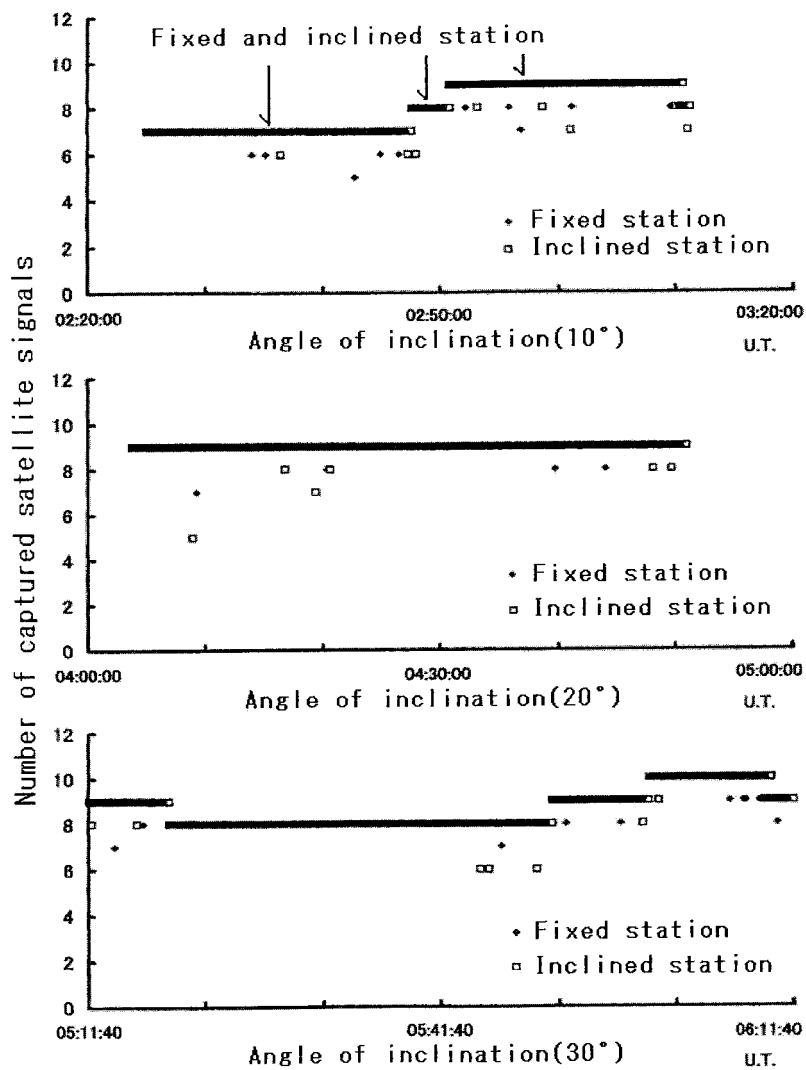 Number of captured satellite signals
12
Fixed and inclined station
10
8
6
4
2
0
Fixed station
Inclined station
02:20:00 02:50:00 03:20:00
Angle of inclination(10°) U.T.
12
10
8
6
4
2
0
Fixed station
Inclined station
04:00:00 04:30:00 05:00:00
Angle of inclination(20°) U.T.
12
10
8
6
4
2
0
Fixed station
Inclined station
05:11:40 05:41:40 06:11:40
Angle of inclination(30°) U.T.